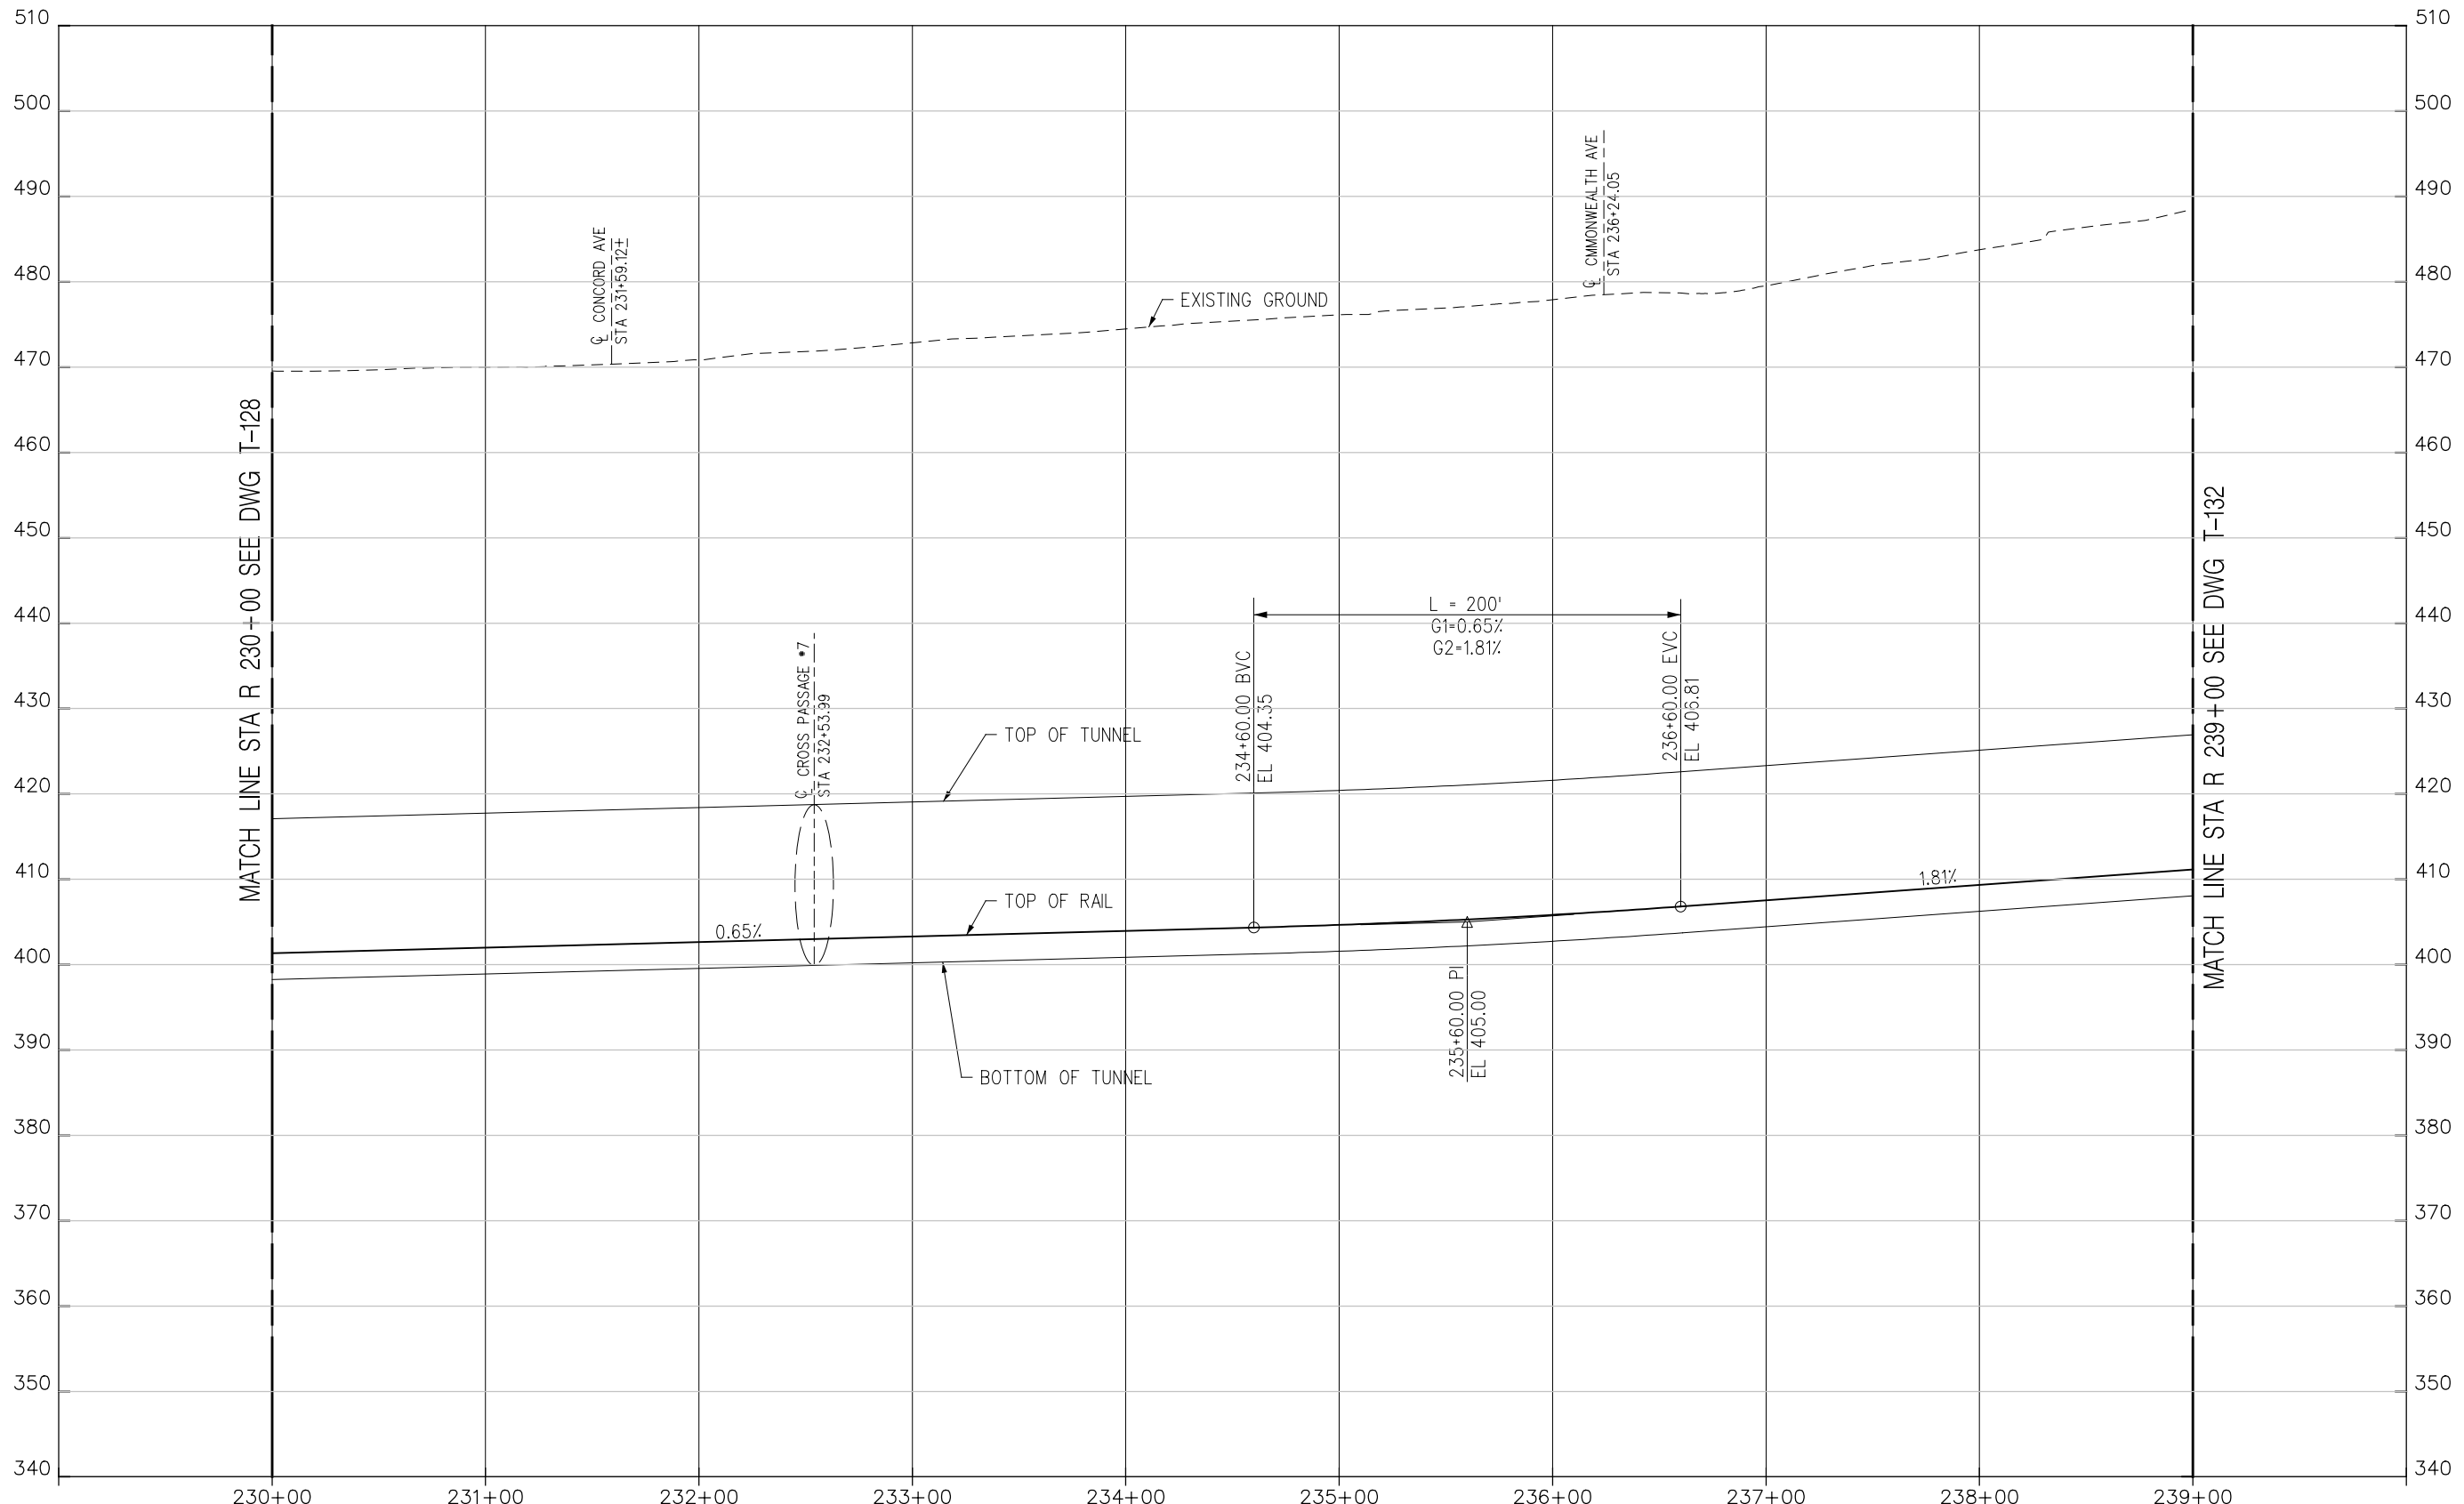 510
510
500
500
490
490
480
480
470
470
460
460
450
450
440
440
430
430
420
420
410
410
400
400
390
390
380
380
370
370
360
360
350
350
340
340
MATCH LINE STA R 230+00 SEE DWG T-128
℄ CONCORD AVE
STA 231+59.12±
℄ CMMONWEALTH AVE
STA 236+24.05
EXISTING GROUND
L = 200'
G1=0.65%
G2=1.81%
℄ CROSS PASSAGE #7
STA 232+53.99
234+60.00 BVC
EL 404.35
236+60.00 EVC
EL 406.81
TOP OF TUNNEL
TOP OF RAIL
0.65%
1.81%
235+60.00 PI
EL 405.00
BOTTOM OF TUNNEL
MATCH LINE STA R 239+00 SEE DWG T-132
230+00
231+00
232+00
233+00
234+00
235+00
236+00
237+00
238+00
239+00